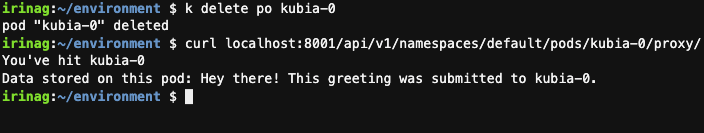 irinag:~/environment $ k delete po kubia-0
pod "kubia-0" deleted
irinag:~/environment $ curl localhost:8001/api/v1/namespaces/default/pods/kubia-0/proxy/
You've hit kubia-0
Data stored on this pod: Hey there! This greeting was submitted to kubia-0.
irinag:~/environment $